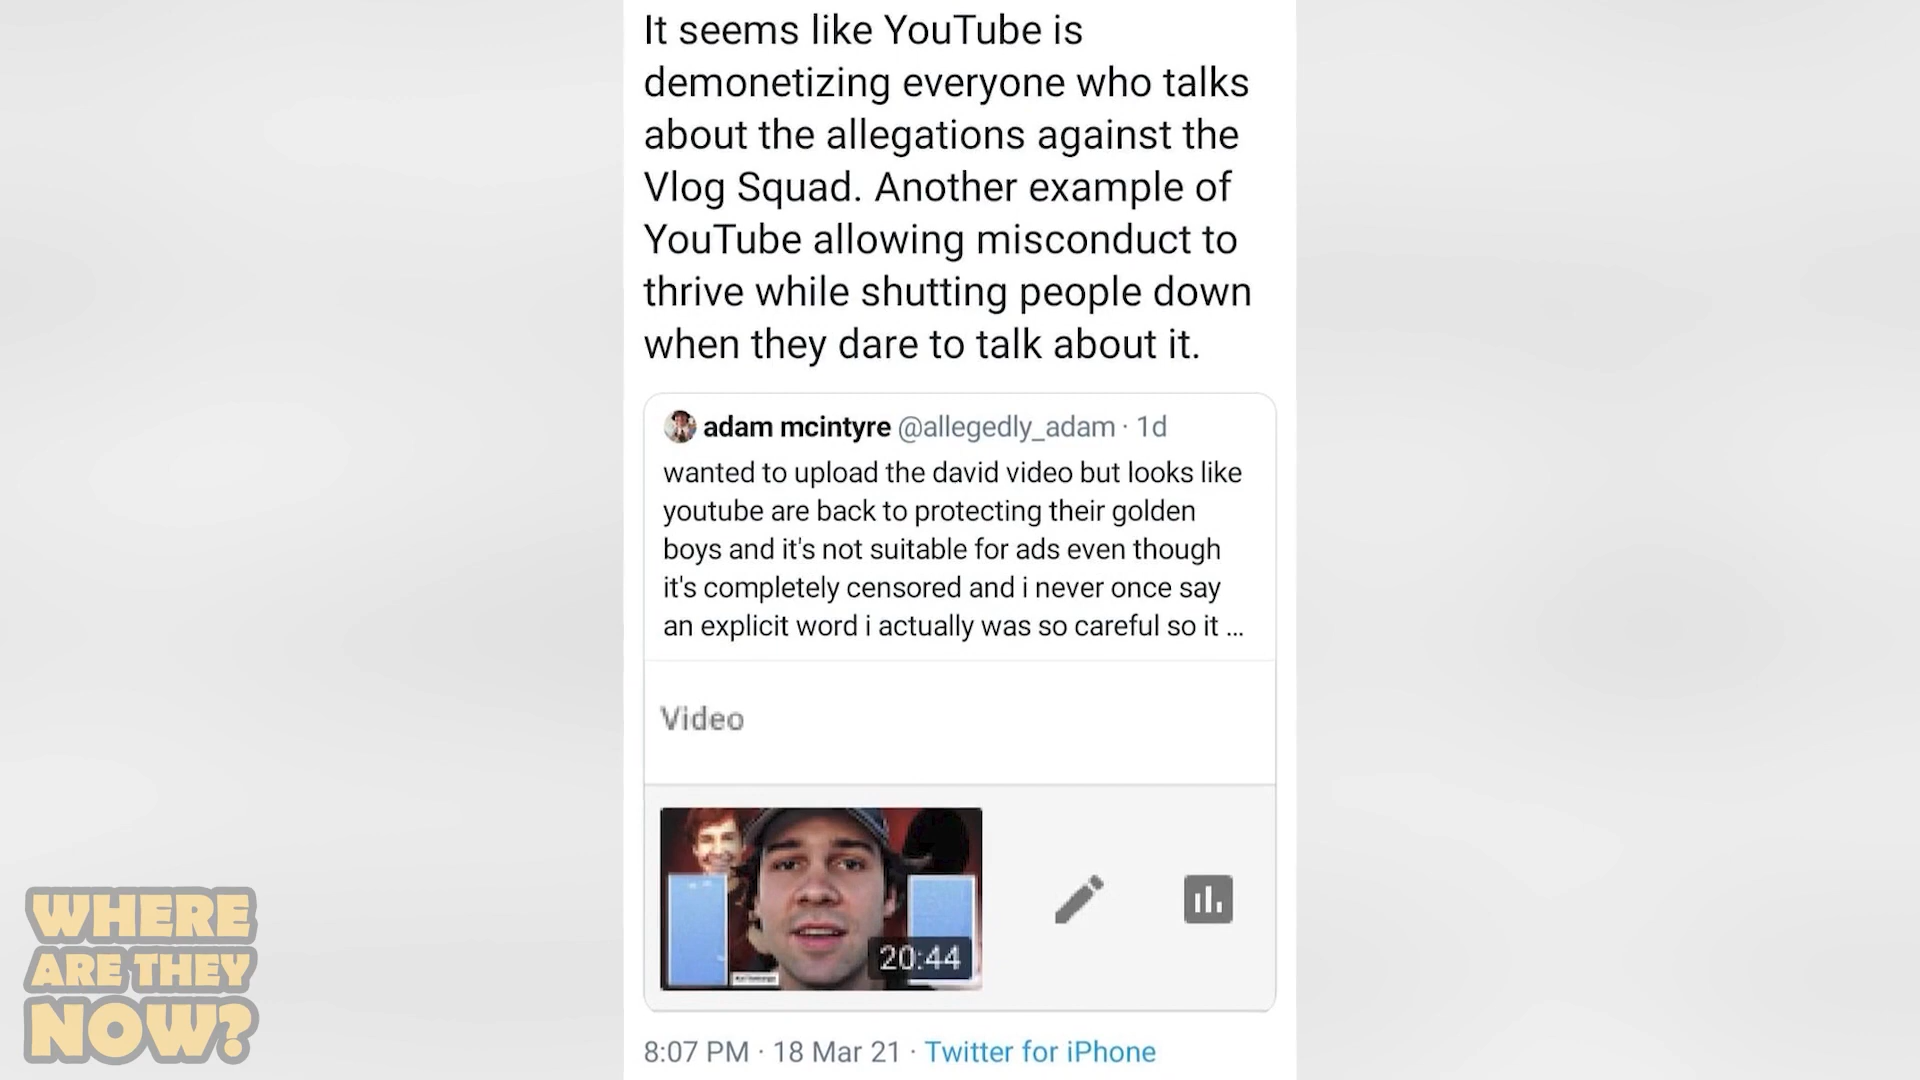 It seems like YouTube is
demonetizing everyone who talks
about the allegations against the
Vlog Squad. Another example of
YouTube allowing misconduct to
thrive while shutting people down
when they dare to talk about it.
adam mcintyre @allegedly_adam · 1d
wanted to upload the david video but looks like
youtube are back to protecting their golden
boys and it's not suitable for ads even though
it's completely censored and i never once say
an explicit word i actually was so careful so it ...
Video
20:44
8:07 PM · 18 Mar 21 · Twitter for iPhone
WHERE
ARE THEY
NOW?